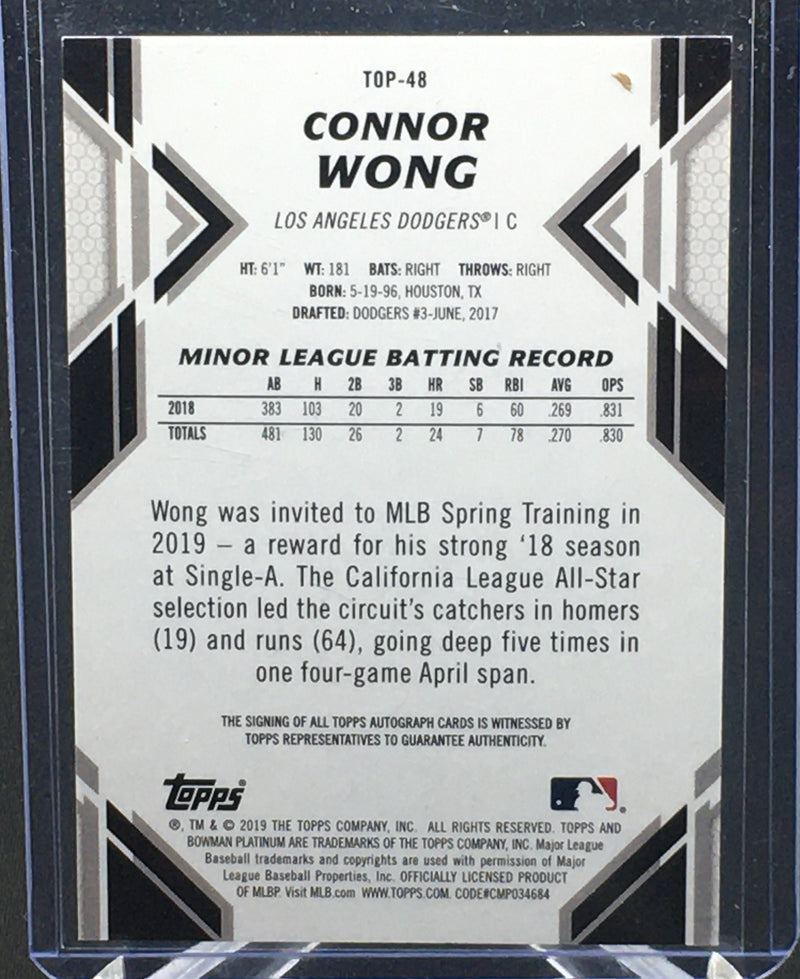 TOP-48
CONNOR
WONG
LOS ANGELES DODGERS® | C
HT: 6'1" WT: 181 BATS: RIGHT THROWS: RIGHT
BORN: 5-19-96, HOUSTON, TX
DRAFTED: DODGERS #3-JUNE, 2017
MINOR LEAGUE BATTING RECORD
AB H 2B 3B HR SB RBI AVG OPS
2018 383 103 20 2 19 6 60 .269 .831
TOTALS 481 130 26 2 24 7 78 .270 .830
Wong was invited to MLB Spring Training in
2019 – a reward for his strong '18 season
at Single-A. The California League All-Star
selection led the circuit's catchers in homers
(19) and runs (64), going deep five times in
one four-game April span.
THE SIGNING OF ALL TOPPS AUTOGRAPH CARDS IS WITNESSED BY
TOPPS REPRESENTATIVES TO GUARANTEE AUTHENTICITY.
topps®
®, TM & © 2019 THE TOPPS COMPANY, INC. ALL RIGHTS RESERVED. TOPPS AND
BOWMAN PLATINUM ARE TRADEMARKS OF THE TOPPS COMPANY, INC. Major League
Baseball trademarks and copyrights are used with permission of Major
League Baseball Properties, Inc. OFFICIALLY LICENSED PRODUCT
OF MLBP. Visit MLB.com WWW.TOPPS.COM. CODE#CMP034684